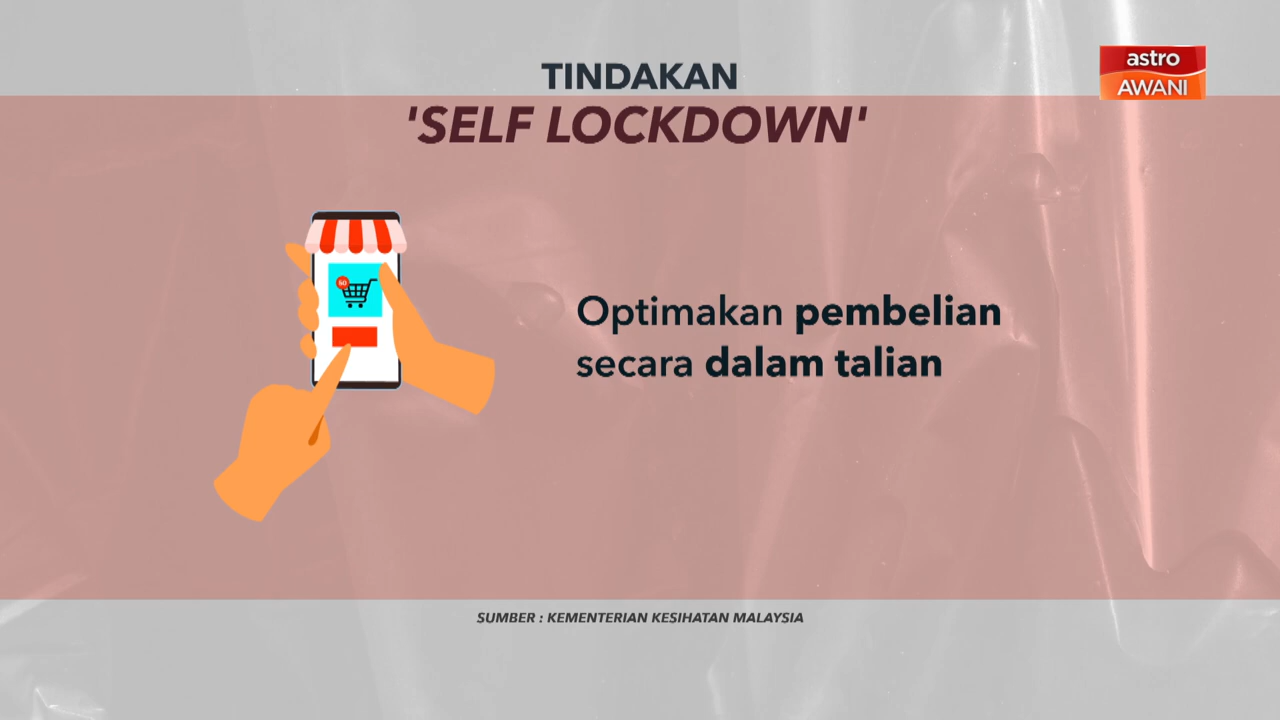 TINDAKAN
'SELF LOCKDOWN'
astro
AWANI
Optimakan pembelian
secara dalam talian
SUMBER : KEMENTERIAN KESIHATAN MALAYSIA